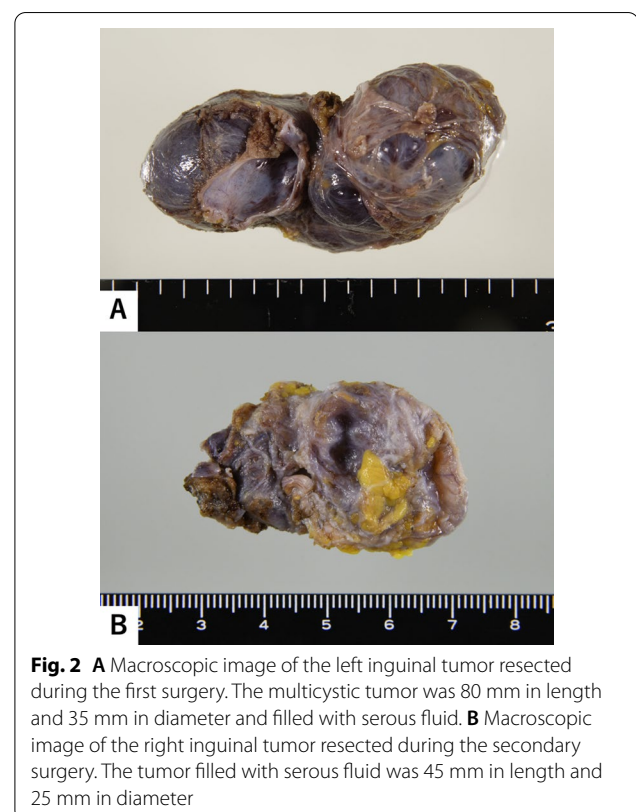 A
B
2 3 4 5 6 7 8
Fig. 2 A Macroscopic image of the left inguinal tumor resected
during the first surgery. The multicystic tumor was 80 mm in length
and 35 mm in diameter and filled with serous fluid. B Macroscopic
image of the right inguinal tumor resected during the secondary
surgery. The tumor filled with serous fluid was 45 mm in length and
25 mm in diameter